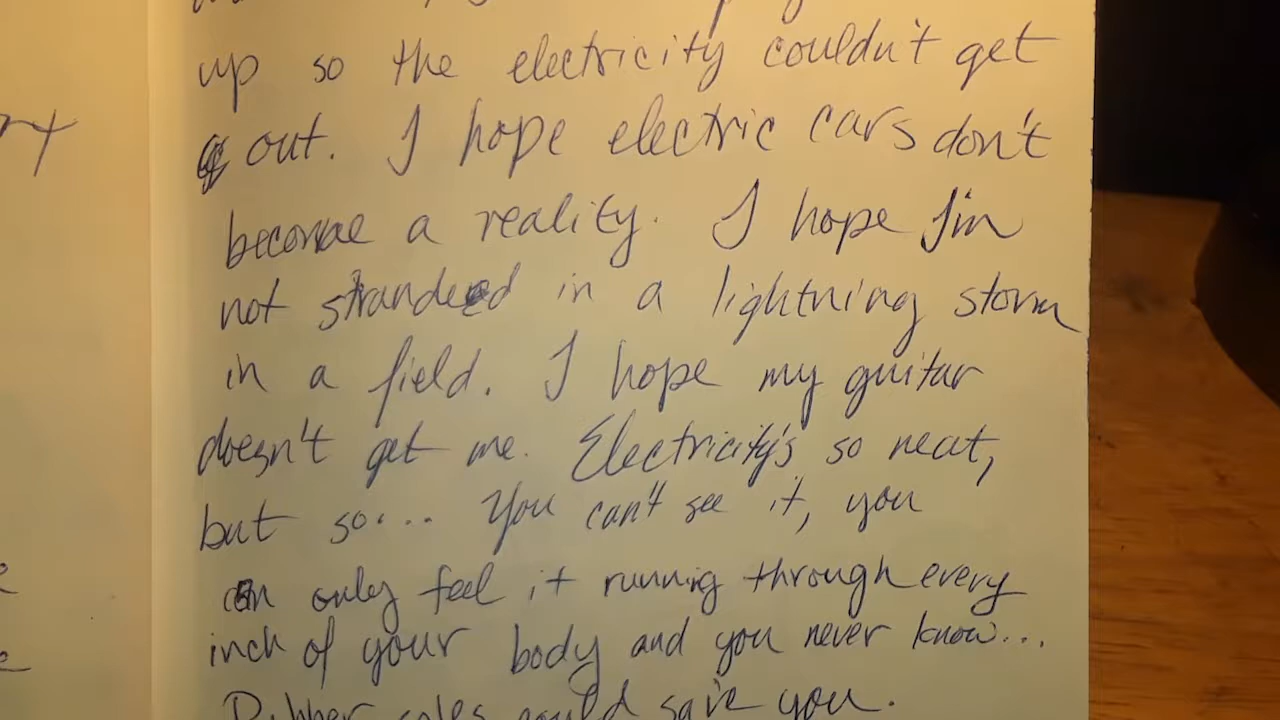 up so the electricity couldn't get
out. I hope electric cars don't
become a reality. I hope I'm
not stranded in a lightning storm
in a field. I hope my guitar
doesn't get me. Electricity's so neat,
but so... You can't see it, you
can only feel it running through every
inch of your body and you never know...
Rubber soles could save you.